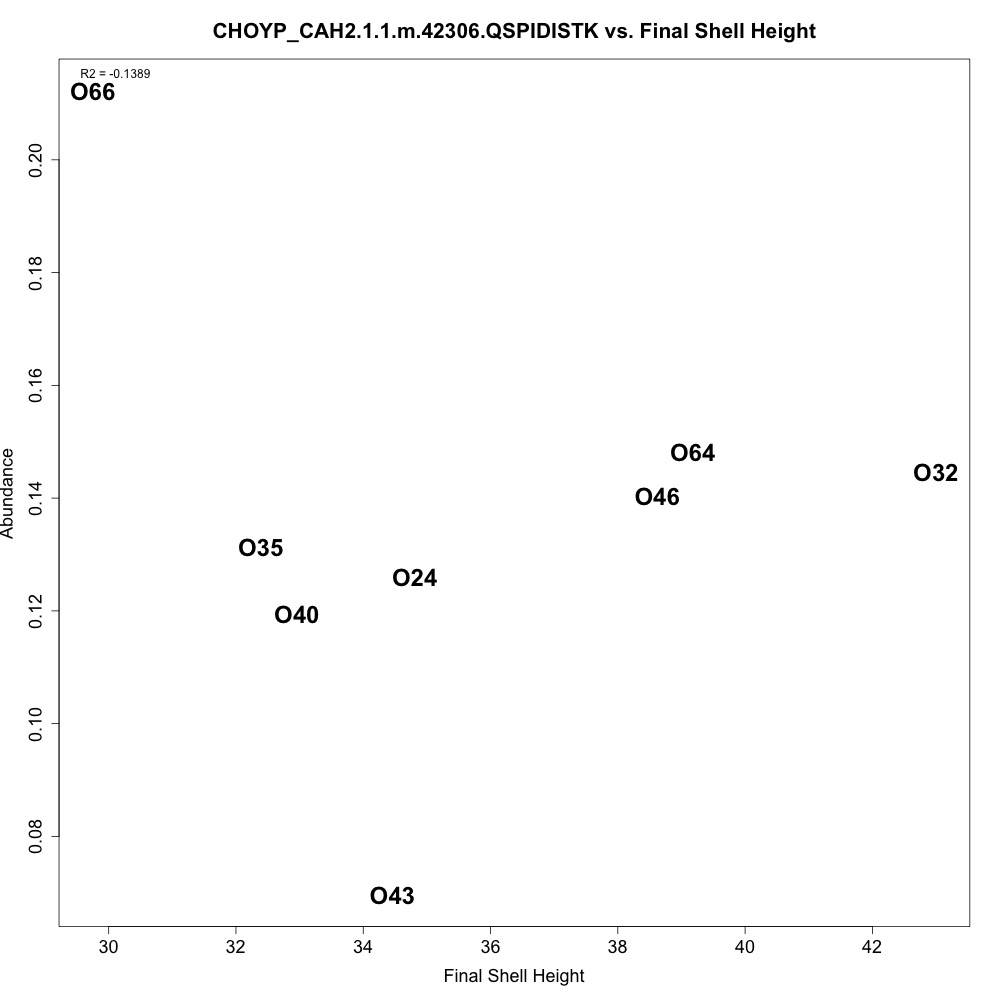 CHOYP_CAH2.1.1.m.42306.QSPIDISTK vs. Final Shell Height
R2 = -0.1389
O66
0.20
0.18
0.16
O64
O32
0.14
O46
O35
O24
0.12
O40
0.10
0.08
O43
Abundance
30 32 34 36 38 40 42
Final Shell Height